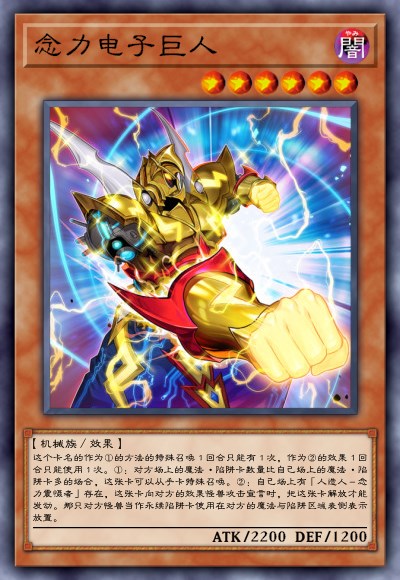 念力电子巨人
やみ
闇
【机械族/效果】
这个卡名的作为①的方法的特殊召唤1回合只能有1次，作为②的效果1回
合只能使用1次。①：对方场上的魔法·陷阱卡数量比自己场上的魔法·陷
阱卡多的场合，这张卡可以从手卡特殊召唤。②：自己场上有「人造人-念
力震慑者」存在，这张卡向对方的效果怪兽攻击宣言时，把这张卡解放才能
发动。那只对方怪兽当作永续陷阱卡使用在对方的魔法与陷阱区域表侧表示
放置。
ATK/2200 DEF/1200